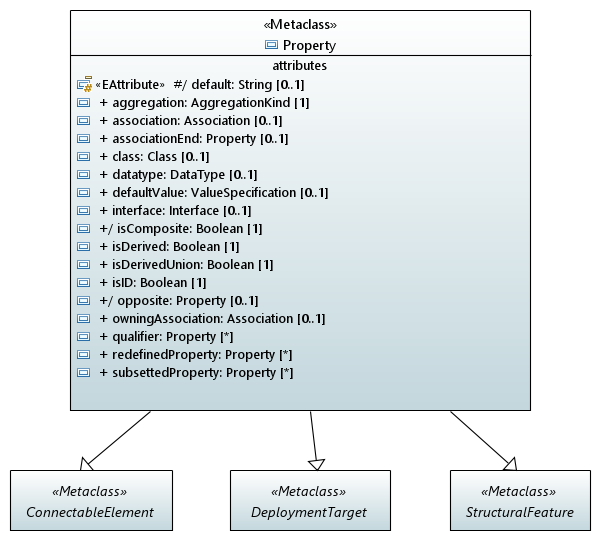 «Metaclass»
Property
attributes
«EAttribute» #/ default: String [0..1]
+ aggregation: AggregationKind [1]
+ association: Association [0..1]
+ associationEnd: Property [0..1]
+ class: Class [0..1]
+ datatype: DataType [0..1]
+ defaultValue: ValueSpecification [0..1]
+ interface: Interface [0..1]
+/ isComposite: Boolean [1]
+ isDerived: Boolean [1]
+ isDerivedUnion: Boolean [1]
+ isID: Boolean [1]
+/ opposite: Property [0..1]
+ owningAssociation: Association [0..1]
+ qualifier: Property [*]
+ redefinedProperty: Property [*]
+ subsettedProperty: Property [*]
«Metaclass»
ConnectableElement
«Metaclass»
DeploymentTarget
«Metaclass»
StructuralFeature